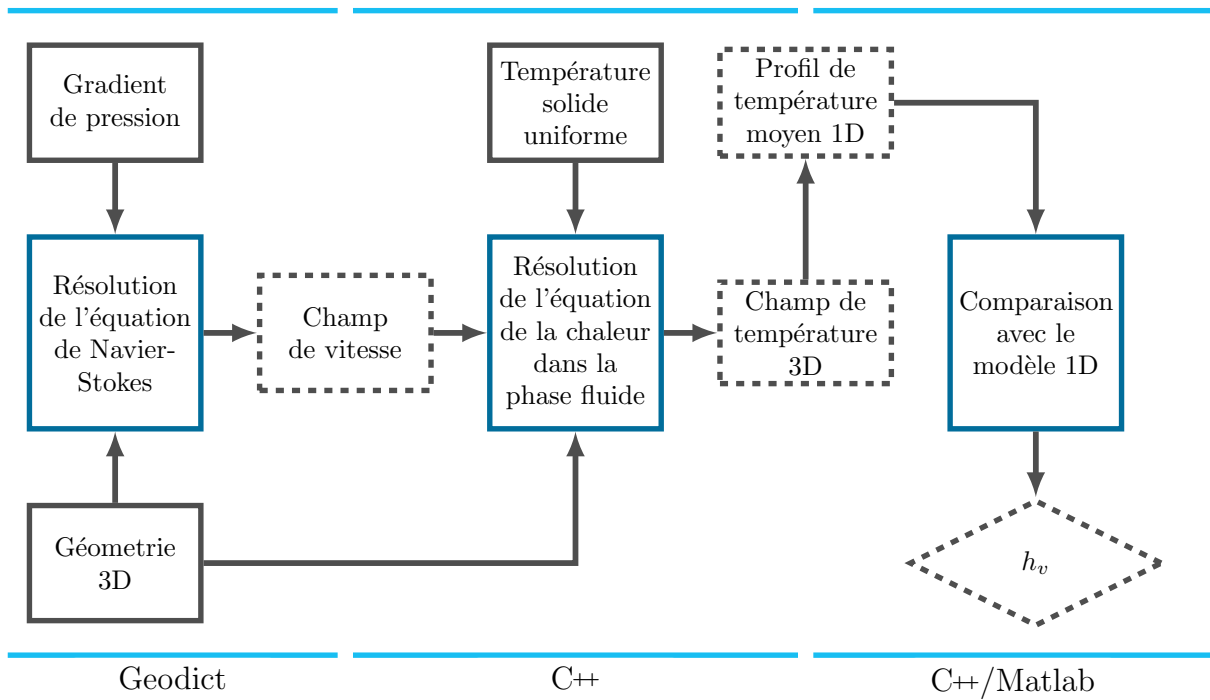 Gradient
de pression
Température
solide
uniforme
Profil de
température
moyen 1D
Résolution
de l'équation
de Navier-
Stokes
Champ
de vitesse
Résolution
de l'équation
de la chaleur
dans la
phase fluide
Champ de
température
3D
Comparaison
avec le
modèle 1D
Géometrie
3D
h_v
Geodict
C++
C++/Matlab